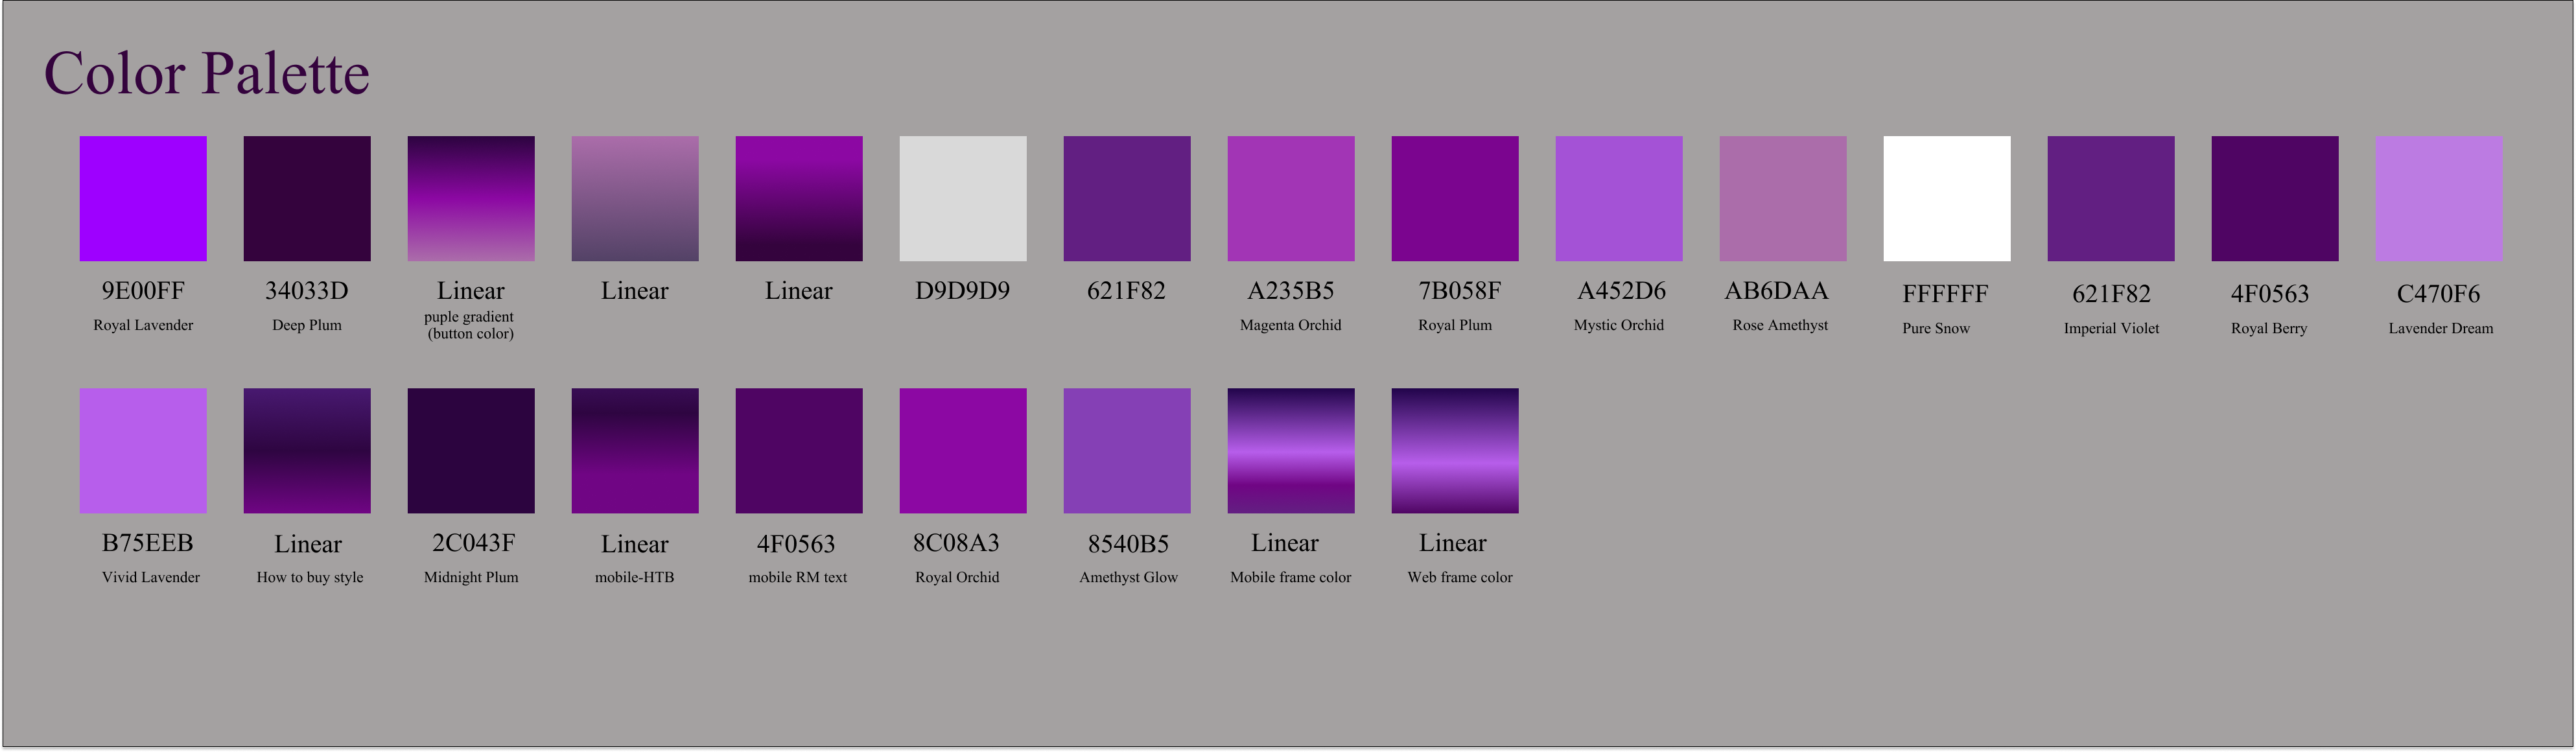 Color Palette
9E00FF
Royal Lavender
34033D
Deep Plum
Linear
puple gradient
(button color)
Linear
Linear
D9D9D9
621F82
A235B5
Magenta Orchid
7B058F
Royal Plum
A452D6
Mystic Orchid
AB6DAA
Rose Amethyst
FFFFFF
Pure Snow
621F82
Imperial Violet
4F0563
Royal Berry
C470F6
Lavender Dream
B75EEB
Vivid Lavender
Linear
How to buy style
2C043F
Midnight Plum
Linear
mobile-HTB
4F0563
mobile RM text
8C08A3
Royal Orchid
8540B5
Amethyst Glow
Linear
Mobile frame color
Linear
Web frame color